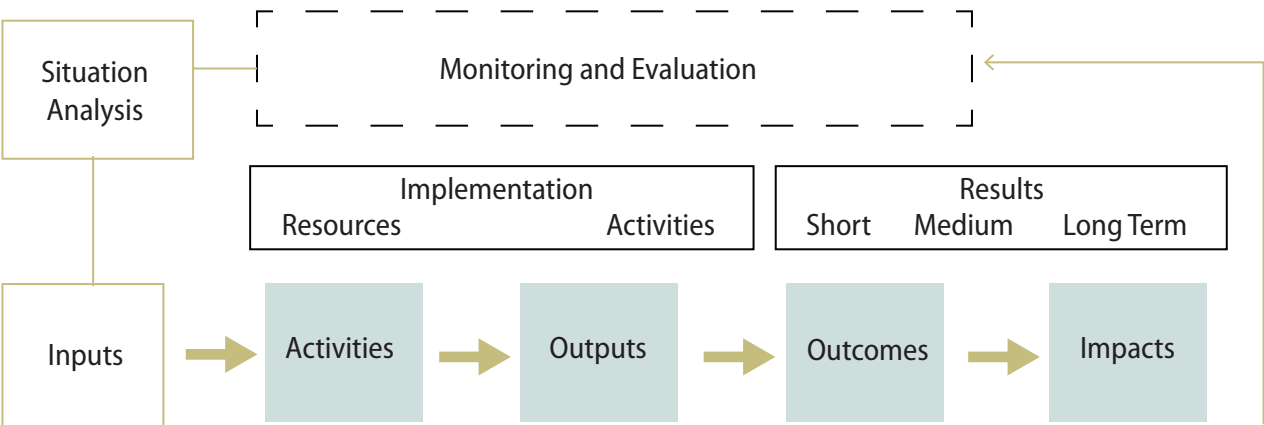 Situation
Analysis
Monitoring and Evaluation
Implementation
Resources Activities
Results
Short Medium Long Term
Inputs
Activities
Outputs
Outcomes
Impacts